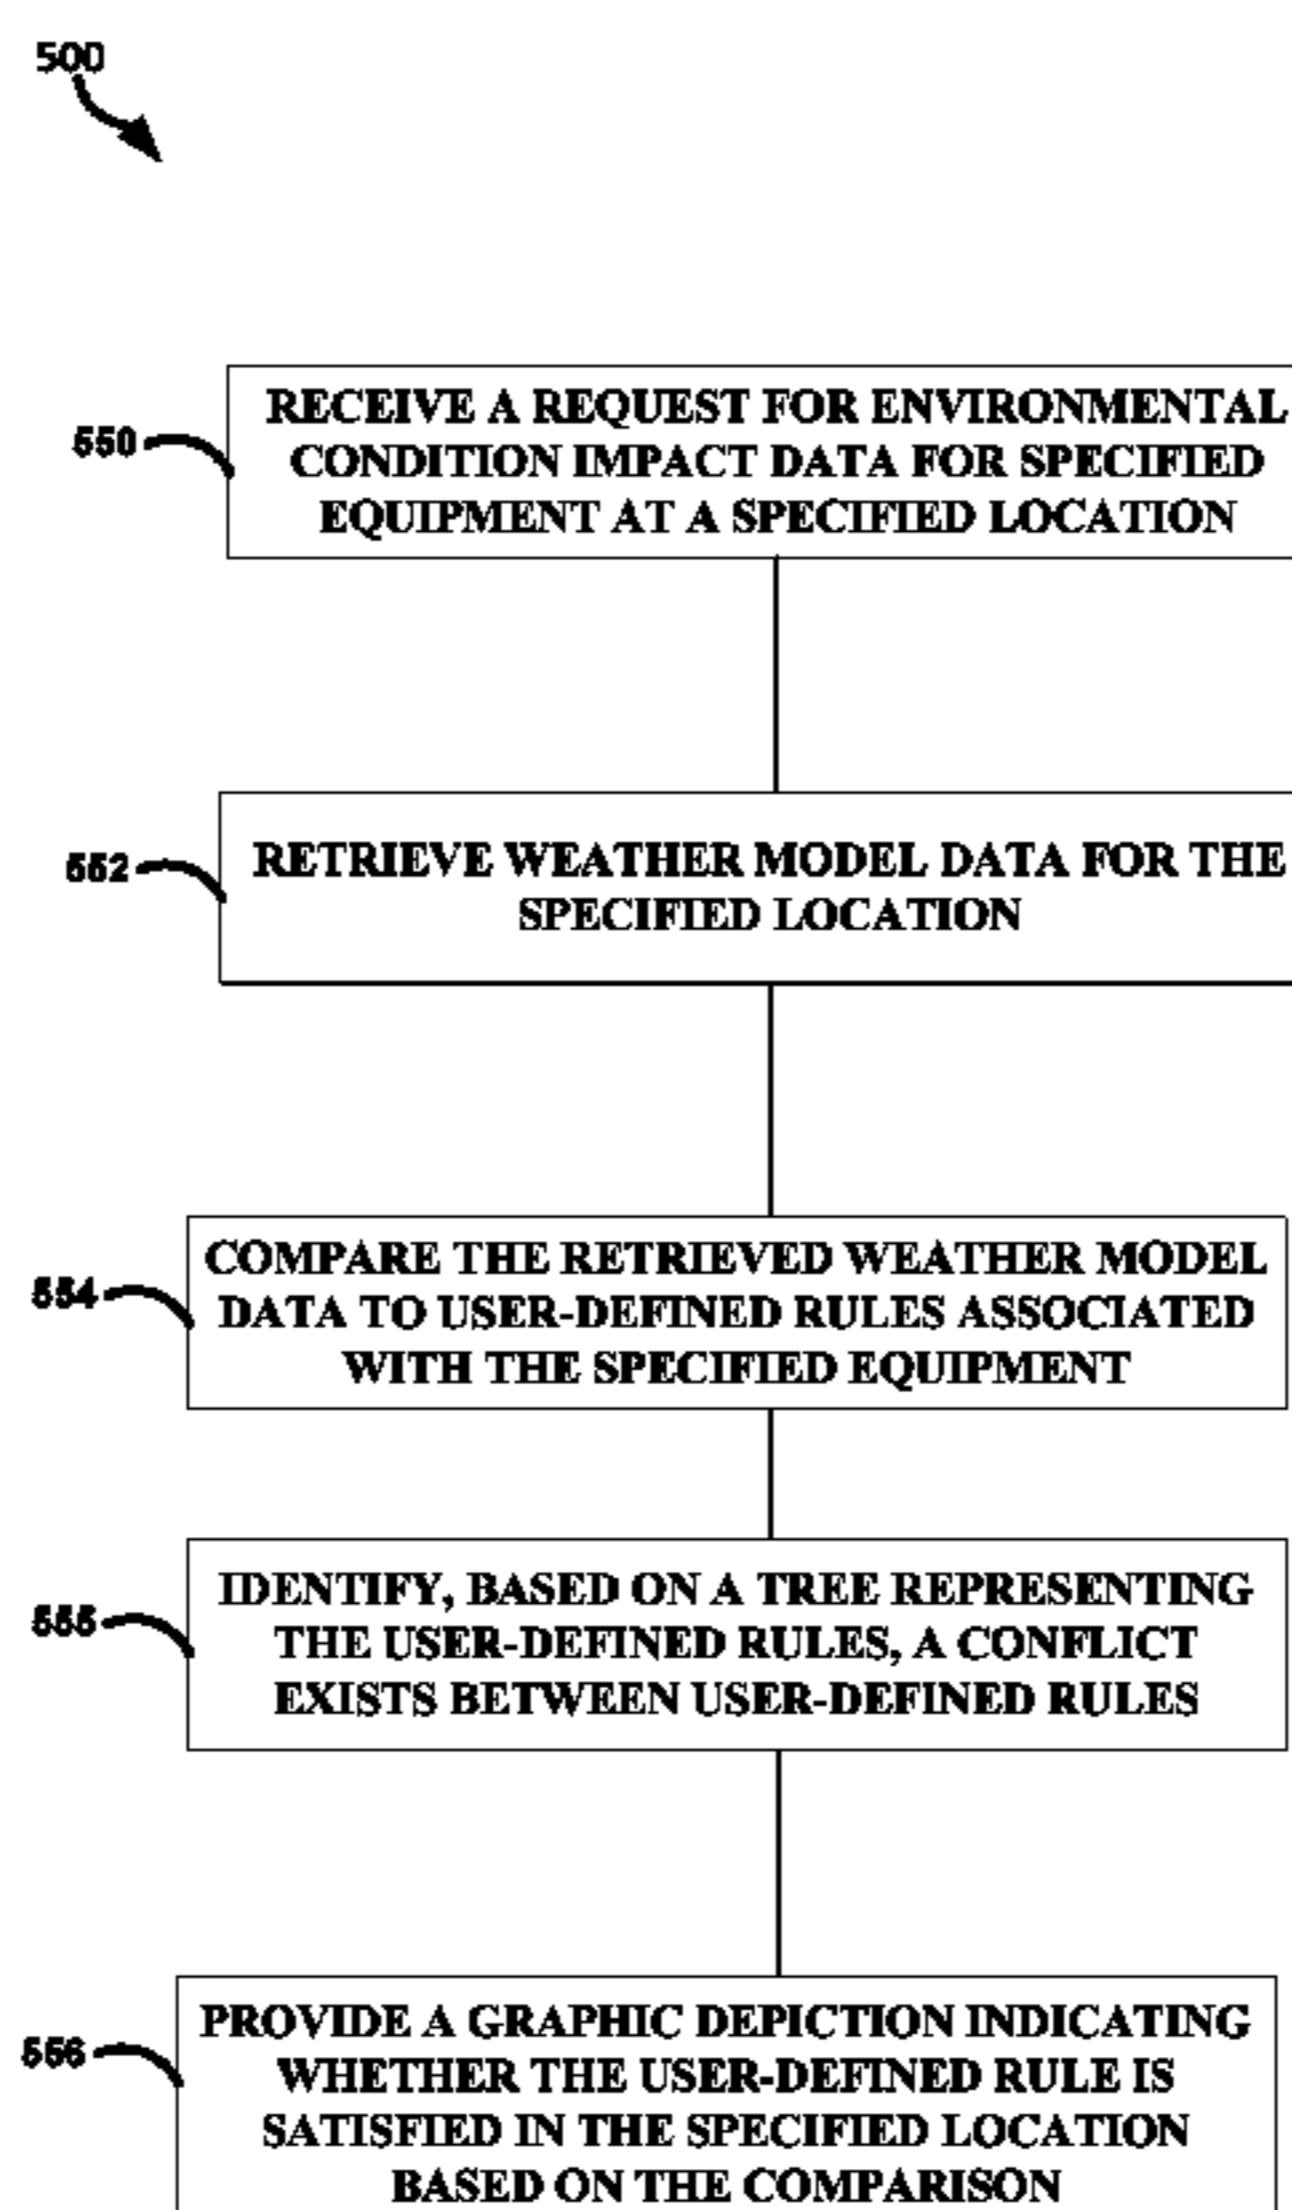 500
550
RECEIVE A REQUEST FOR ENVIRONMENTAL
CONDITION IMPACT DATA FOR SPECIFIED
EQUIPMENT AT A SPECIFIED LOCATION
552
RETRIEVE WEATHER MODEL DATA FOR THE
SPECIFIED LOCATION
554
COMPARE THE RETRIEVED WEATHER MODEL
DATA TO USER-DEFINED RULES ASSOCIATED
WITH THE SPECIFIED EQUIPMENT
555
IDENTIFY, BASED ON A TREE REPRESENTING
THE USER-DEFINED RULES, A CONFLICT
EXISTS BETWEEN USER-DEFINED RULES
556
PROVIDE A GRAPHIC DEPICTION INDICATING
WHETHER THE USER-DEFINED RULE IS
SATISFIED IN THE SPECIFIED LOCATION
BASED ON THE COMPARISON